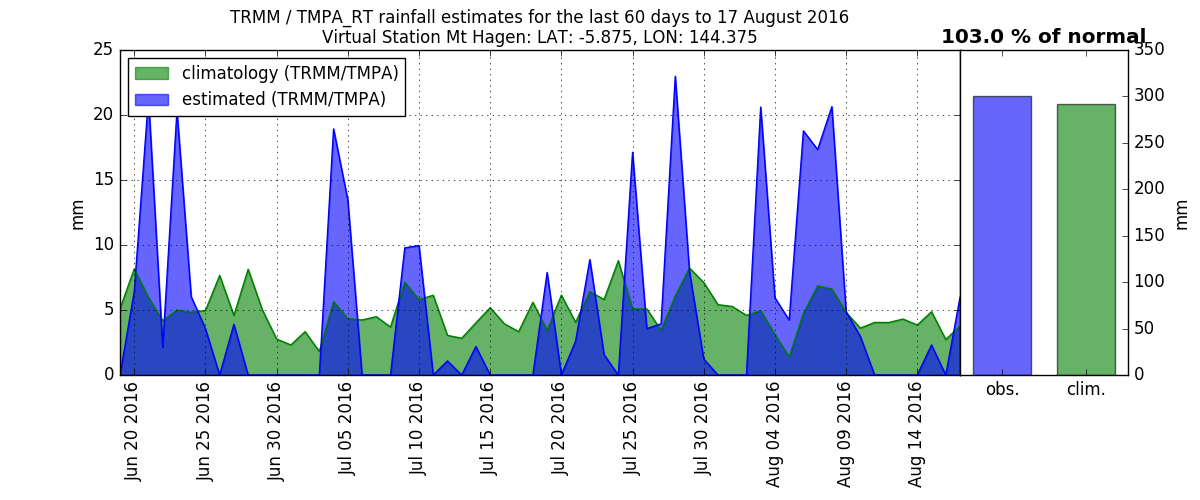 TRMM / TMPA_RT rainfall estimates for the last 60 days to 17 August 2016
Virtual Station Mt Hagen: LAT: -5.875, LON: 144.375
103.0 % of normal
climatology (TRMM/TMPA)
estimated (TRMM/TMPA)
25
20
15
10
5
0
mm
Jun 20 2016
Jun 25 2016
Jun 30 2016
Jul 05 2016
Jul 10 2016
Jul 15 2016
Jul 20 2016
Jul 25 2016
Jul 30 2016
Aug 04 2016
Aug 09 2016
Aug 14 2016
350
300
250
200
150
100
50
0
mm
obs.
clim.